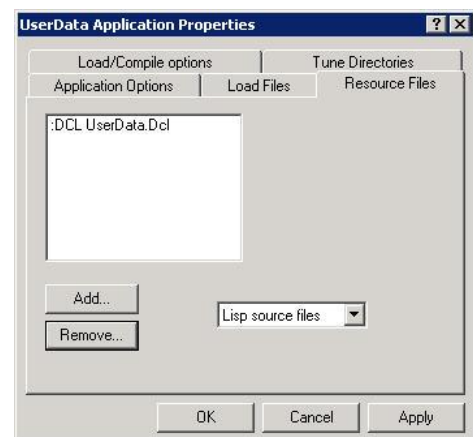 UserData Application Properties
Load/Compile options
Tune Directories
Application Options
Load Files
Resource Files
:DCL UserData.Dcl
Add...
Lisp source files
Remove...
OK
Cancel
Apply